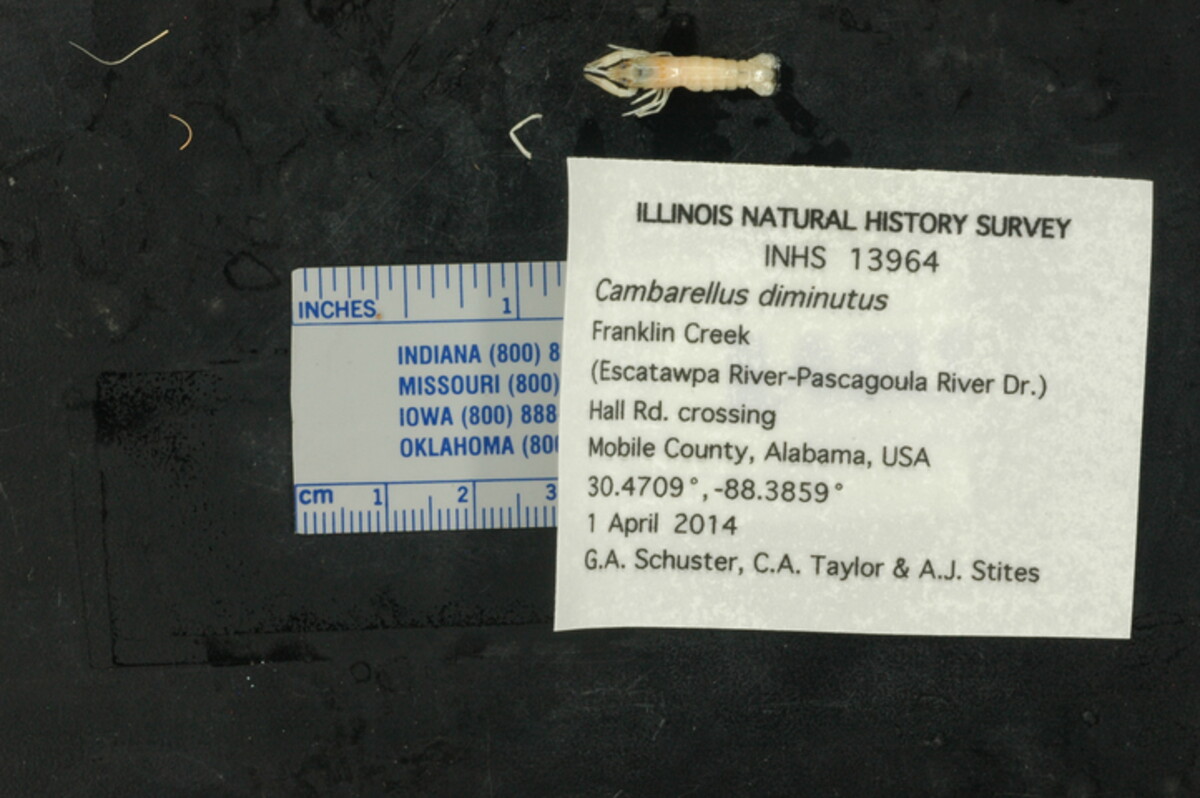 ILLINOIS NATURAL HISTORY SURVEY
INHS 13964
Cambarellus diminutus
Franklin Creek
(Escatawpa River-Pascagoula River Dr.)
Hall Rd. crossing
Mobile County, Alabama, USA
30.4709°, -88.3859°
1 April 2014
G.A. Schuster, C.A. Taylor & A.J. Stites
INCHES 1
INDIANA (800) 8
MISSOURI (800)
IOWA (800) 888
OKLAHOMA (800
cm 1 2 3